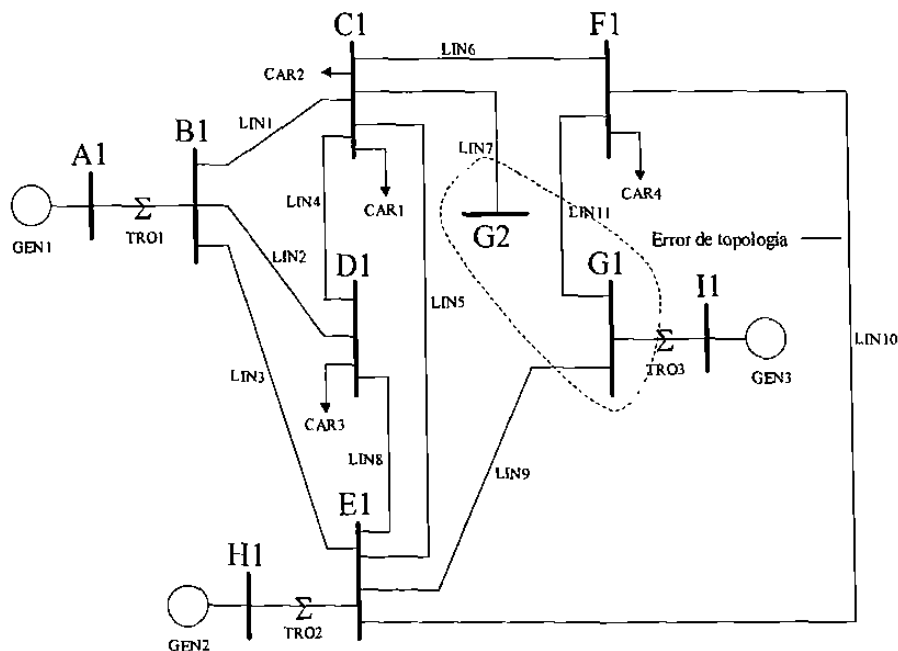 C1
F1
LIN6
CAR2
LIN1
B1
LIN7
A1
LIN4
CAR1
CAR4
LIN11
GEN1
TRO1
LIN2
G2
Error de topología
D1
G1
LIN5
I1
LIN10
LIN3
TRO3
GEN3
CAR3
LIN8
LIN9
E1
H1
GEN2
TRO2
Σ
Σ
Σ